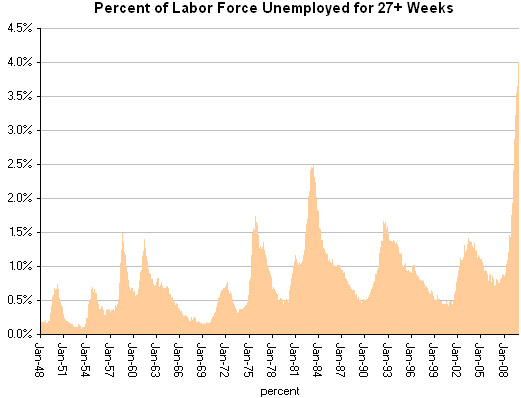 Percent of Labor Force Unemployed for 27+ Weeks
4.5%
4.0%
3.5%
3.0%
2.5%
2.0%
1.5%
1.0%
0.5%
0.0%
Jan-48
Jan-51
Jan-54
Jan-57
Jan-60
Jan-63
Jan-66
Jan-69
Jan-72
Jan-75
Jan-78
Jan-81
Jan-84
Jan-87
Jan-90
Jan-93
Jan-96
Jan-99
Jan-02
Jan-05
Jan-08
percent